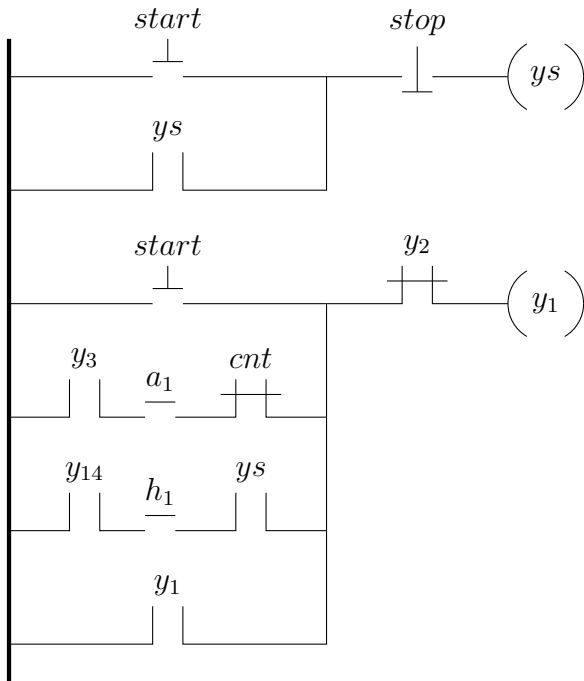 start stop
ys
ys
start y₂
y₁
y₃ a₁ cnt
y₁₄ h₁ ys
y₁